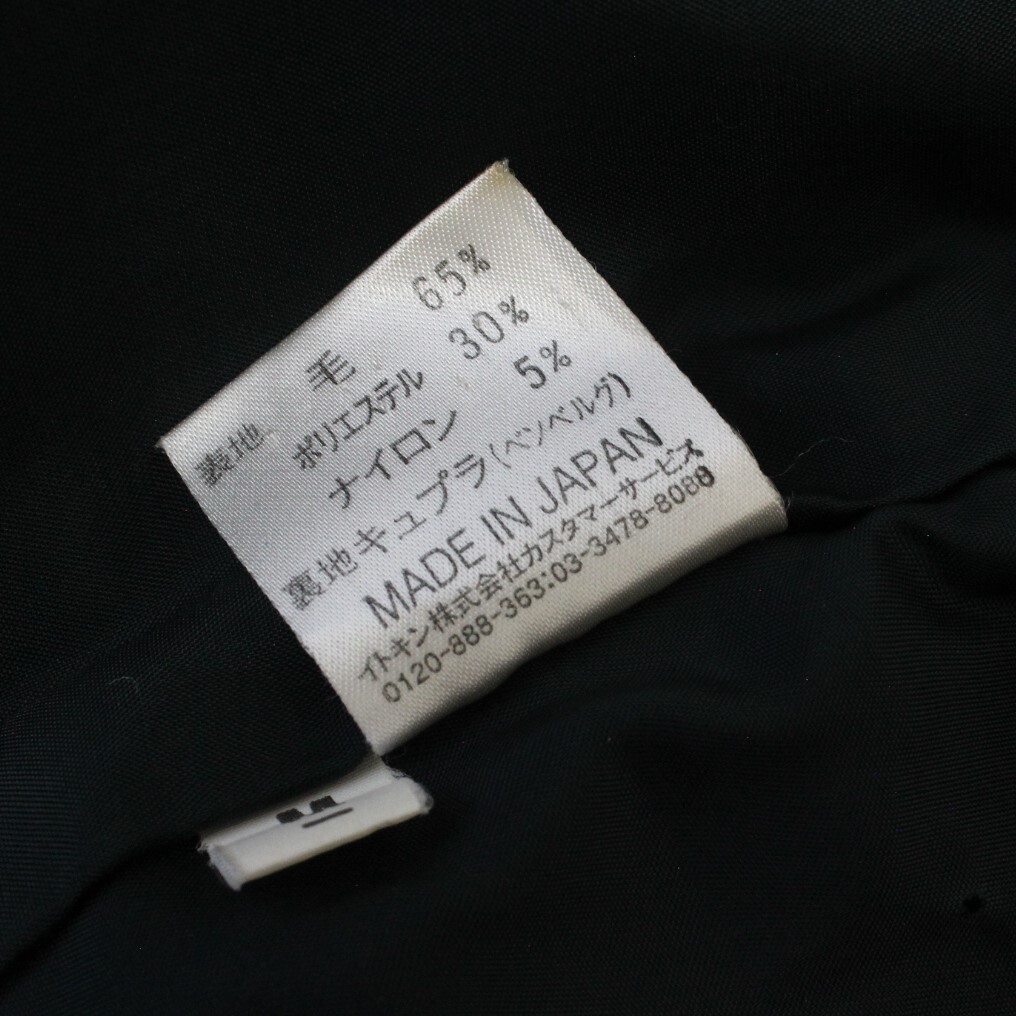 表地 毛 65%
ポリエステル 30%
ナイロン 5%
裏地キュプラ(ベンベルグ)
MADE IN JAPAN
イトキン株式会社カスタマーサービス
0120-888-363:03-3478-8088